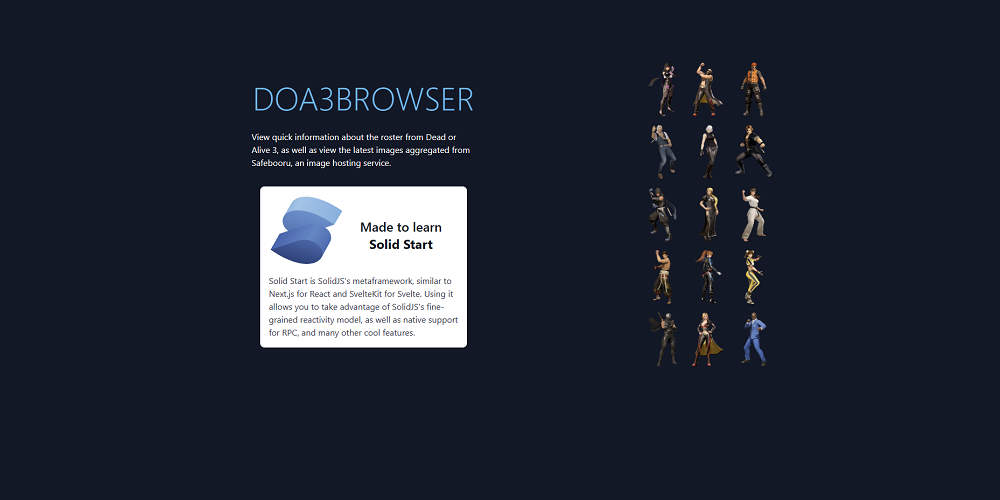 DOA3BROWSER
View quick information about the roster from Dead or
Alive 3, as well as view the latest images aggregated from
Safebooru, an image hosting service.
Made to learn
Solid Start
Solid Start is SolidJS's metaframework, similar to
Next.js for React and SvelteKit for Svelte. Using it
allows you to take advantage of SolidJS's fine-
grained reactivity model, as well as native support
for RPC, and many other cool features.